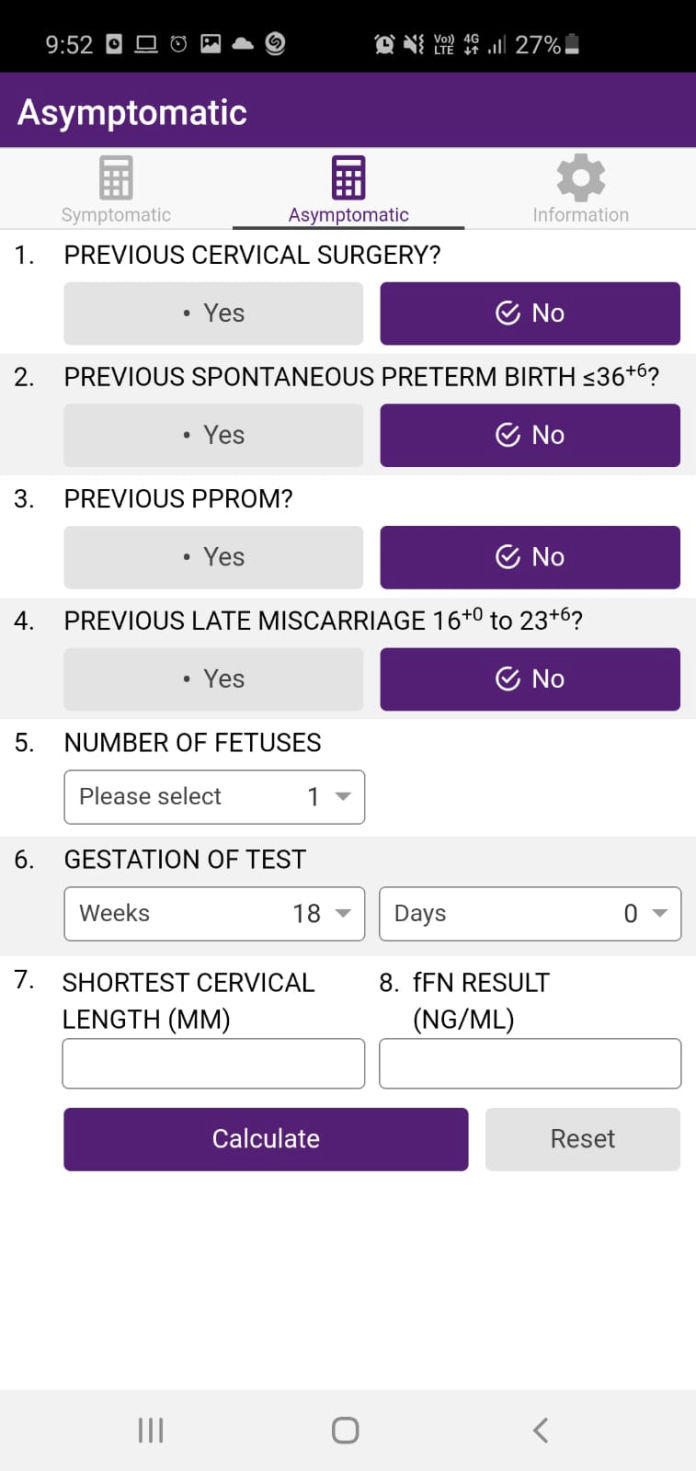 9:52 Vo)) LTE 4G 27%
Asymptomatic
Symptomatic Asymptomatic Information
1. PREVIOUS CERVICAL SURGERY?
• Yes No
2. PREVIOUS SPONTANEOUS PRETERM BIRTH ≤36⁺⁶?
• Yes No
3. PREVIOUS PPROM?
• Yes No
4. PREVIOUS LATE MISCARRIAGE 16⁺⁰ to 23⁺⁶?
• Yes No
5. NUMBER OF FETUSES
Please select 1
6. GESTATION OF TEST
Weeks 18 Days 0
7. SHORTEST CERVICAL
LENGTH (MM)
8. fFN RESULT
(NG/ML)
Calculate Reset